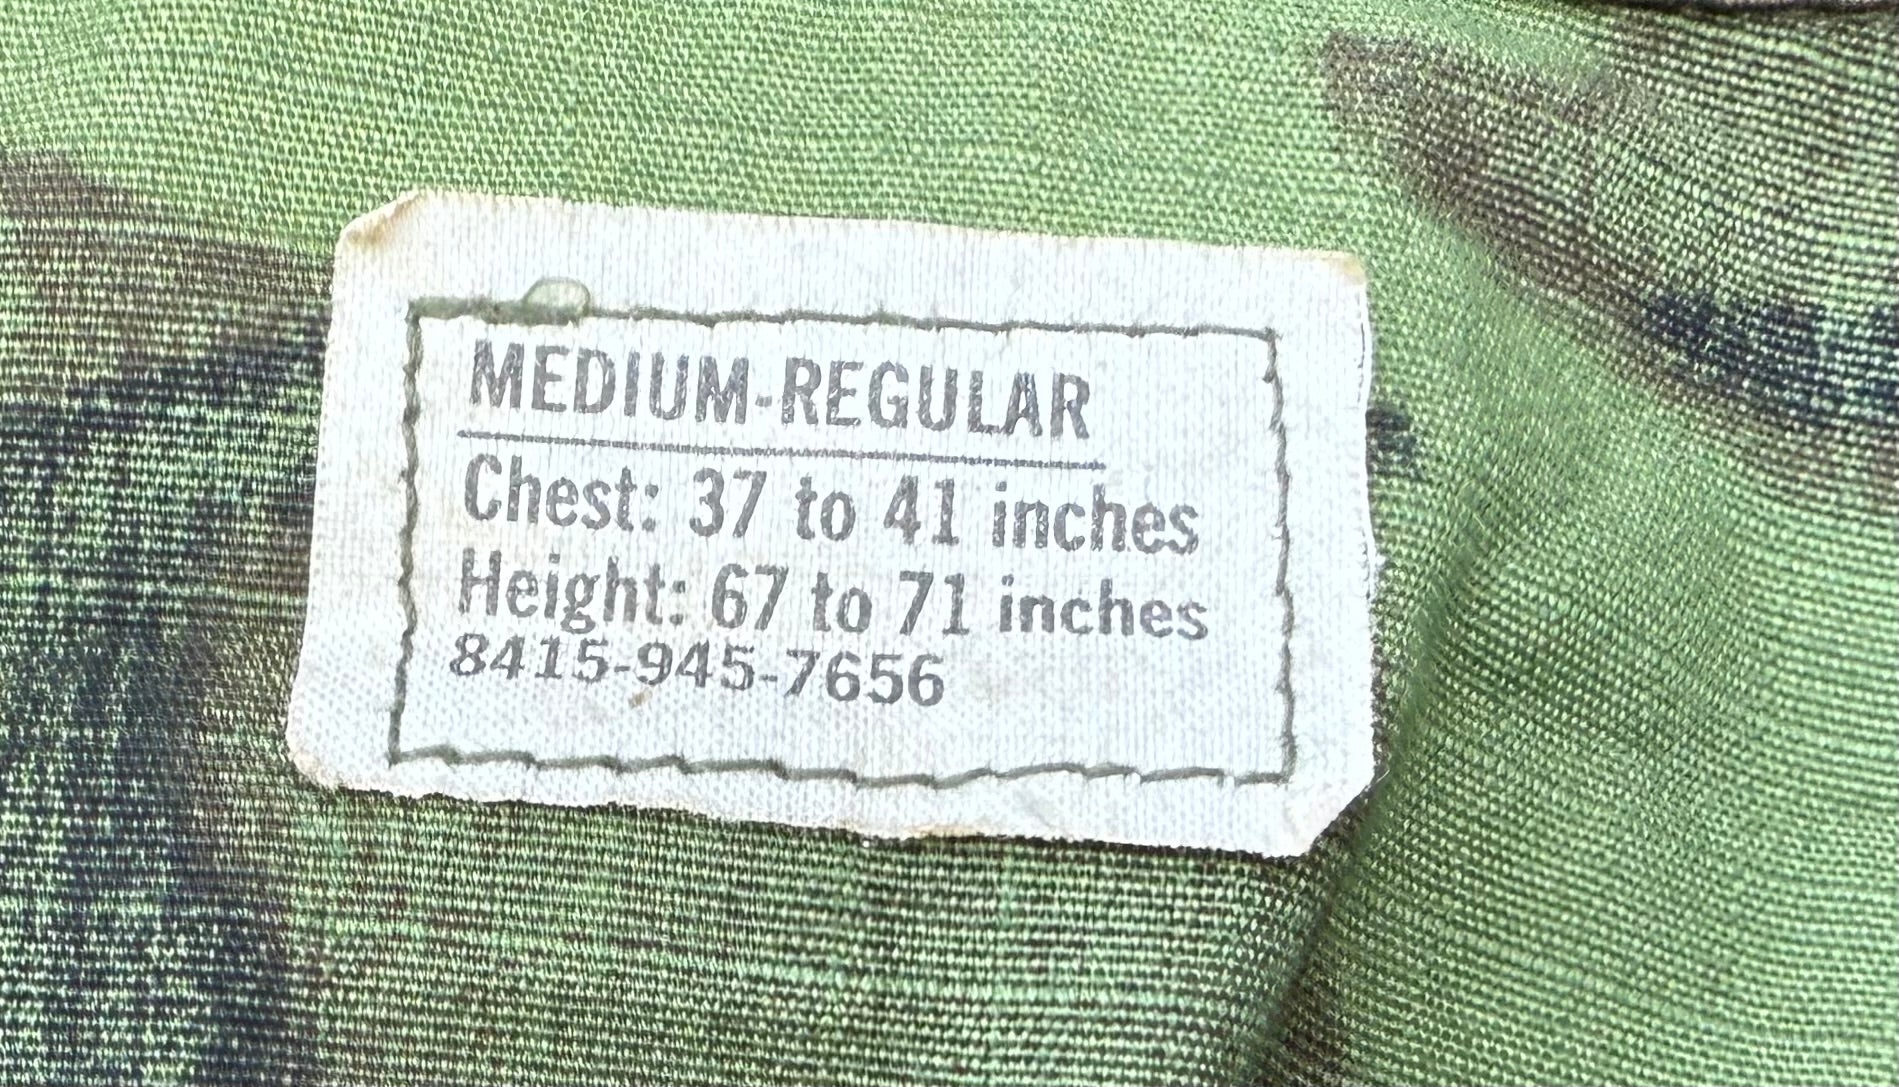 MEDIUM-REGULAR
Chest: 37 to 41 inches
Height: 67 to 71 inches
8415-945-7656